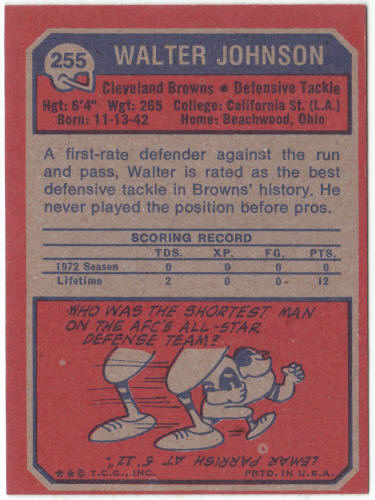 255
WALTER JOHNSON
Cleveland Browns • Defensive Tackle
Hgt: 6'4" Wgt: 265 College: California St. (L.A.)
Born: 11-13-42 Home: Beachwood, Ohio
A first-rate defender against the run
and pass, Walter is rated as the best
defensive tackle in Browns' history. He
never played the position before pros.
SCORING RECORD
TDS. XP. FG. PTS.
1972 Season 0 0 0 0
Lifetime 2 0 0- 12
WHO WAS THE SHORTEST MAN
ON THE AFC'S ALL-STAR
DEFENSE TEAM?
LEMAR PARRISH AT 5' 11".
**© T.C.G., INC. PRTD. IN U.S.A.